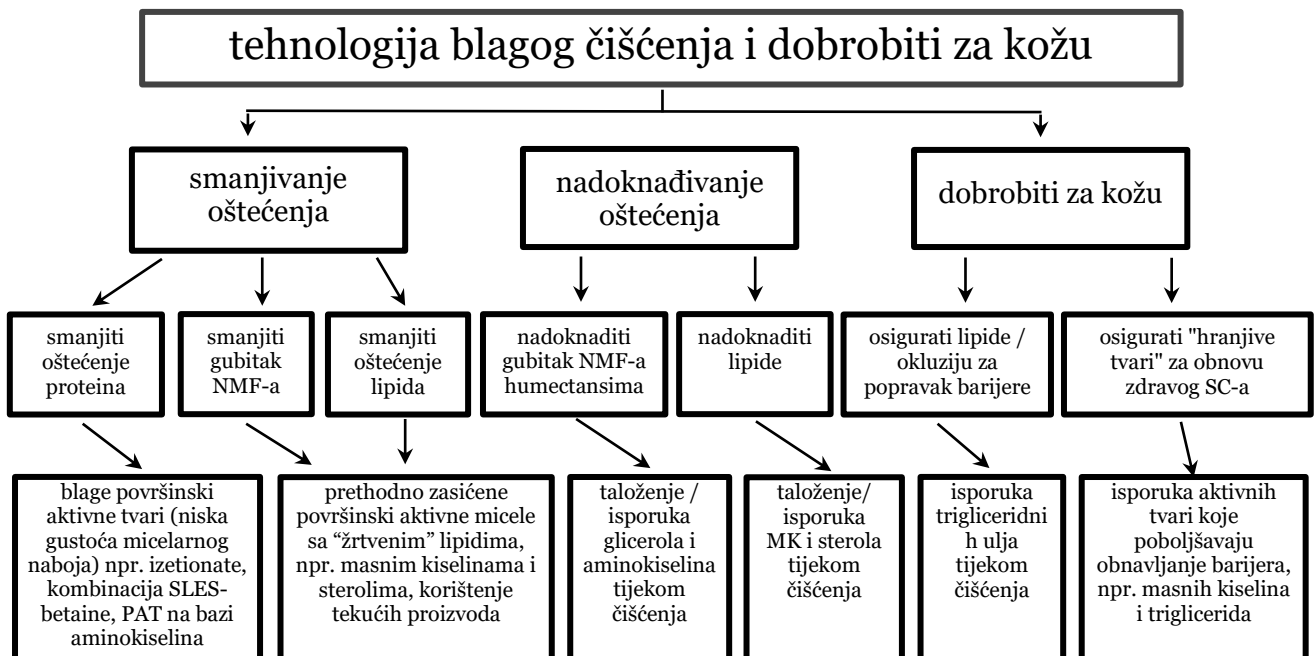 tehnologija blagog čišćenja i dobrobiti za kožu
smanjivanje
oštećenja
nadoknađivanje
oštećenja
dobrobiti za kožu
smanjiti
oštećenje
proteina
smanjiti
gubitak
NMF-a
smanjiti
oštećenje
lipida
nadoknaditi
gubitak NMF-a
humectansima
nadoknaditi
lipide
osigurati lipide /
okluziju za
popravak barijere
osigurati "hranjive
tvari" za obnovu
zdravog SC-a
blage površinski
aktivne tvari (niska
gustoća micelarnog
naboja) npr. izetionate,
kombinacija SLES-
betaine, PAT na bazi
aminokiselina
prethodno zasićene
površinski aktivne micele
sa “žrtvenim” lipidima,
npr. masnim kiselinama i
sterolima, korištenje
tekućih proizvoda
taloženje /
isporuka
glicerola i
aminokiselina
tijekom
čišćenja
taloženje/
isporuka
MK i sterola
tijekom
čišćenja
isporuka
trigliceridni
h ulja
tijekom
čišćenja
isporuka aktivnih
tvari koje
poboljšavaju
obnavljanje barijera,
npr. masnih kiselina
i triglicerida